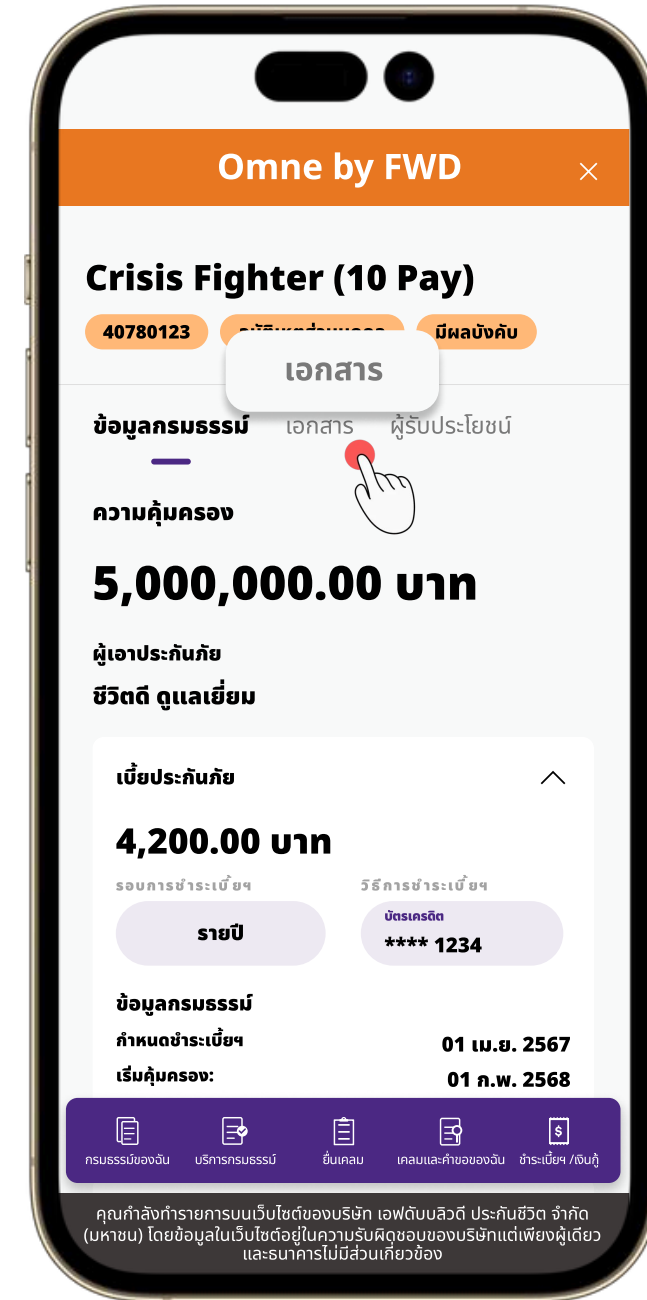 Omne by FWD
Crisis Fighter (10 Pay)
40780123
มีผลบังคับ
เอกสาร
ข้อมูลกรมธรรม์ เอกสาร ผู้รับประโยชน์
ความคุ้มครอง
5,000,000.00 บาท
ผู้เอาประกันภัย
ชีวิตดี ดูแลเยี่ยม
เบี้ยประกันภัย
4,200.00 บาท
รอบการชำระเบี้ยฯ วิธีการชำระเบี้ยฯ
บัตรเครดิต
รายปี **** 1234
ข้อมูลกรมธรรม์
กำหนดชำระเบี้ยฯ 01 เม.ย. 2567
เริ่มคุ้มครอง: 01 ก.พ. 2568
กรมธรรม์ของฉัน บริการกรมธรรม์ ยื่นเคลม เคลมและคำขอของฉัน ชำระเบี้ยฯ /เงินกู้
คุณกำลังทำรายการบนเว็บไซต์ของบริษัท เอฟดับบลิวดี ประกันชีวิต จำกัด
(มหาชน) โดยข้อมูลในเว็บไซต์อยู่ในความรับผิดชอบของบริษัทแต่เพียงผู้เดียว
และธนาคารไม่มีส่วนเกี่ยวข้อง